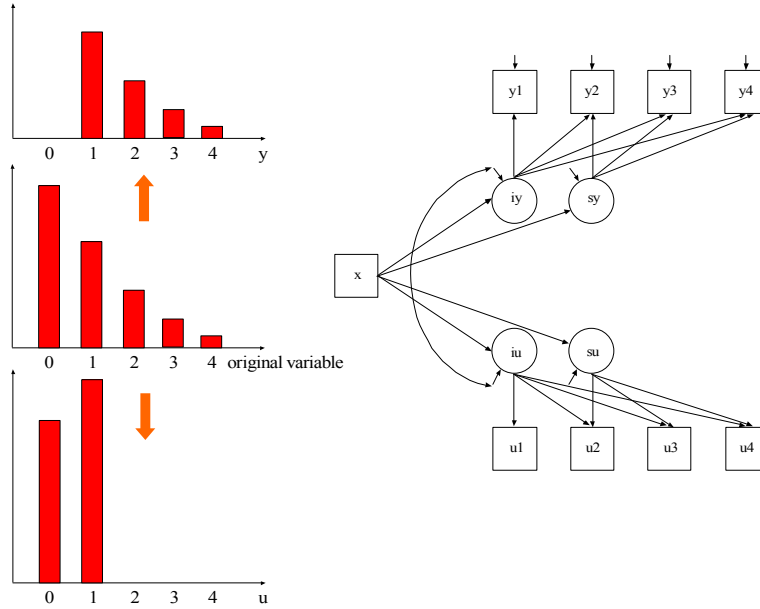 0 1 2 3 4 y
0 1 2 3 4 original variable
0 1 2 3 4 u
y1 y2 y3 y4
iy sy
x
iu su
u1 u2 u3 u4